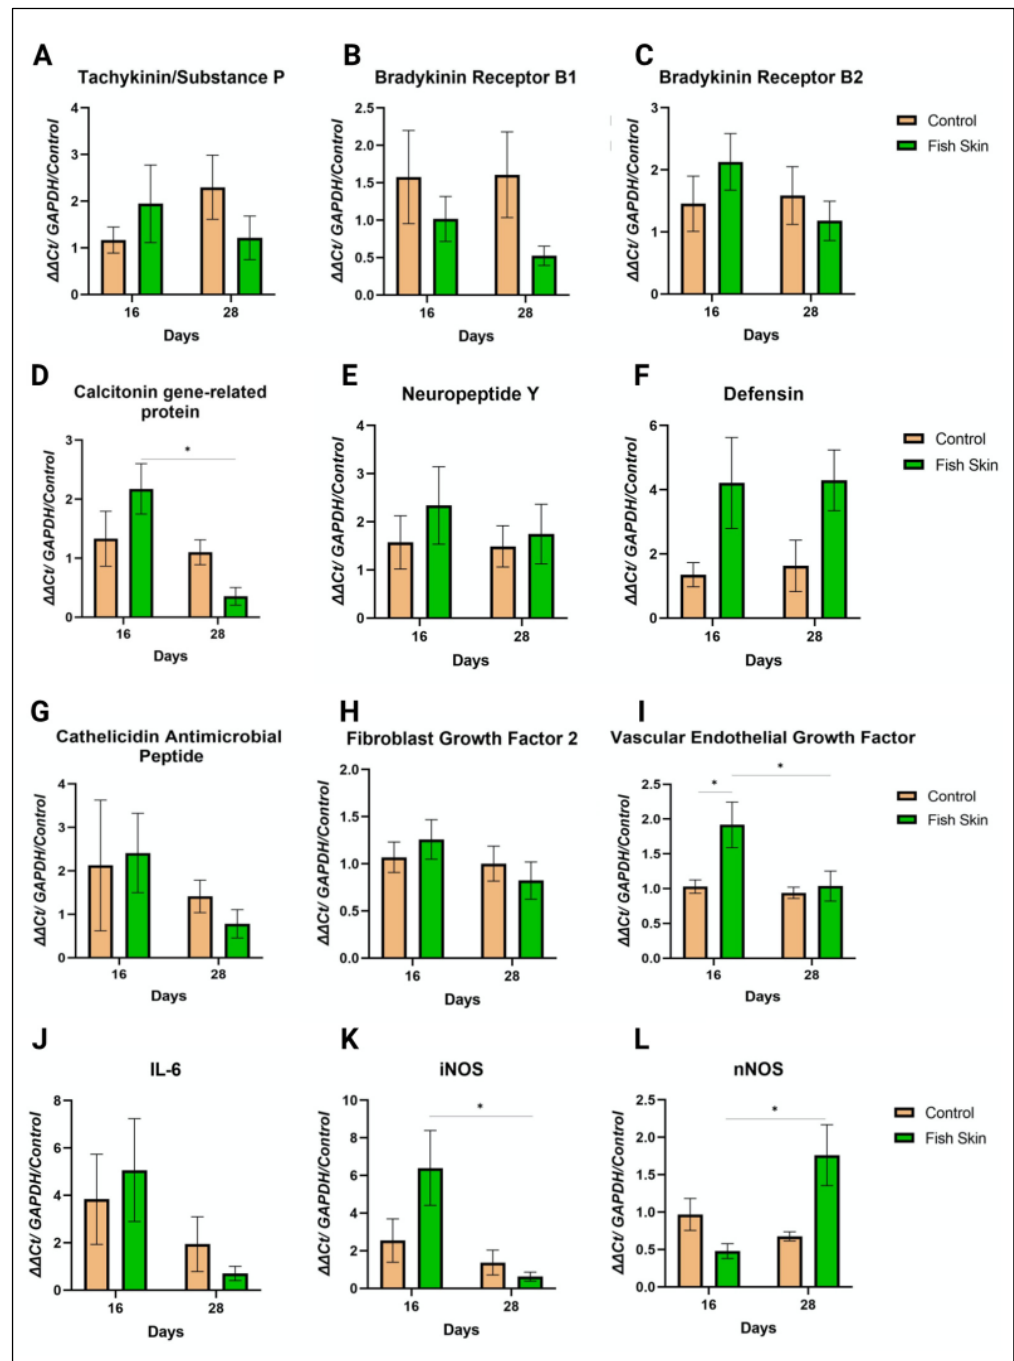 A
Tachykinin/Substance P
ΔΔCt/ GAPDH/Control
4
3
2
1
0
16
28
Days
B
Bradykinin Receptor B1
ΔΔCt/ GAPDH/Control
2.5
2.0
1.5
1.0
0.5
0.0
16
28
Days
C
Bradykinin Receptor B2
ΔΔCt/ GAPDH/Control
3
2
1
0
16
28
Days
Control
Fish Skin
D
Calcitonin gene-related
protein
ΔΔCt/ GAPDH/Control
3
2
1
0
*
16
28
Days
E
Neuropeptide Y
ΔΔCt/ GAPDH/Control
4
3
2
1
0
16
28
Days
F
Defensin
ΔΔCt/ GAPDH/Control
6
4
2
0
16
28
Days
Control
Fish Skin
G
Cathelicidin Antimicrobial
Peptide
ΔΔCt/ GAPDH/Control
4
3
2
1
0
16
28
Days
H
Fibroblast Growth Factor 2
ΔΔCt/ GAPDH/Control
2.0
1.5
1.0
0.5
0.0
16
28
Days
I
Vascular Endothelial Growth Factor
ΔΔCt/ GAPDH/Control
2.5
2.0
1.5
1.0
0.5
0.0
*
*
16
28
Days
Control
Fish Skin
J
IL-6
ΔΔCt/ GAPDH/Control
8
6
4
2
0
16
28
Days
K
iNOS
ΔΔCt/ GAPDH/Control
10
8
6
4
2
0
*
16
28
Days
L
nNOS
ΔΔCt/ GAPDH/Control
2.5
2.0
1.5
1.0
0.5
0.0
*
16
28
Days
Control
Fish Skin